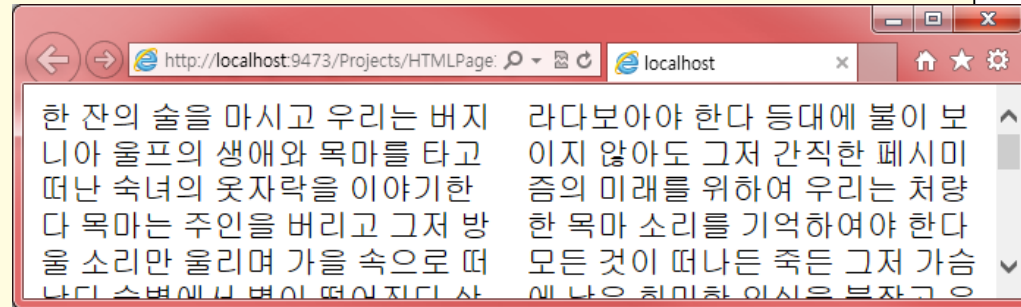 http://localhost:9473/Projects/HTMLPage
localhost
한 잔의 술을 마시고 우리는 버지
니아 울프의 생애와 목마를 타고
떠난 숙녀의 옷자락을 이야기한
다 목마는 주인을 버리고 그저 방
울 소리만 울리며 가을 속으로 떠
라다보아야 한다 등대에 불이 보
이지 않아도 그저 간직한 페시미
즘의 미래를 위하여 우리는 처량
한 목마 소리를 기억하여야 한다
모든 것이 떠나든 죽든 그저 가슴